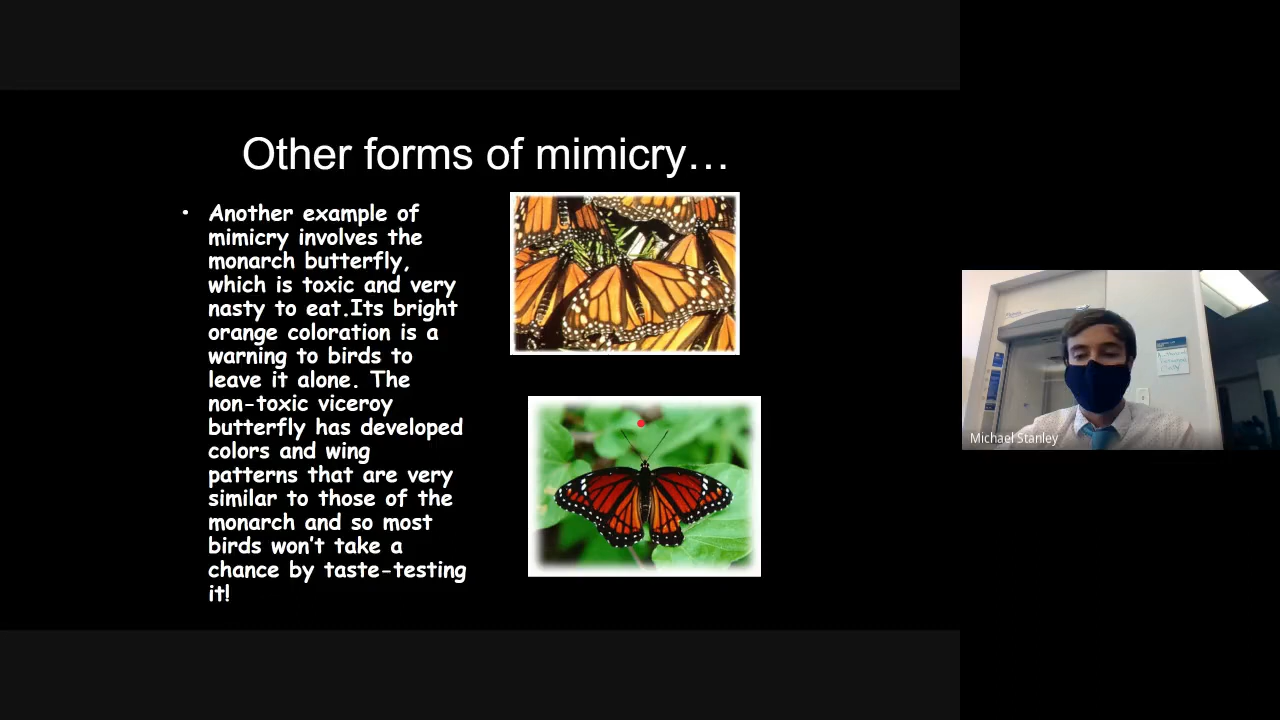 Other forms of mimicry…
• Another example of
mimicry involves the
monarch butterfly,
which is toxic and very
nasty to eat.Its bright
orange coloration is a
warning to birds to
leave it alone. The
non-toxic viceroy
butterfly has developed
colors and wing
patterns that are very
similar to those of the
monarch and so most
birds won't take a
chance by taste-testing
it!
Michael Stanley